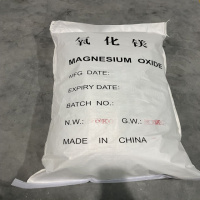 氧化镁
MAGNESIUM OXIDE
MFG. DATE:
EXPIRY DATE:
BATCH NO.:
N.W.: G.W.:
MADE IN CHINA